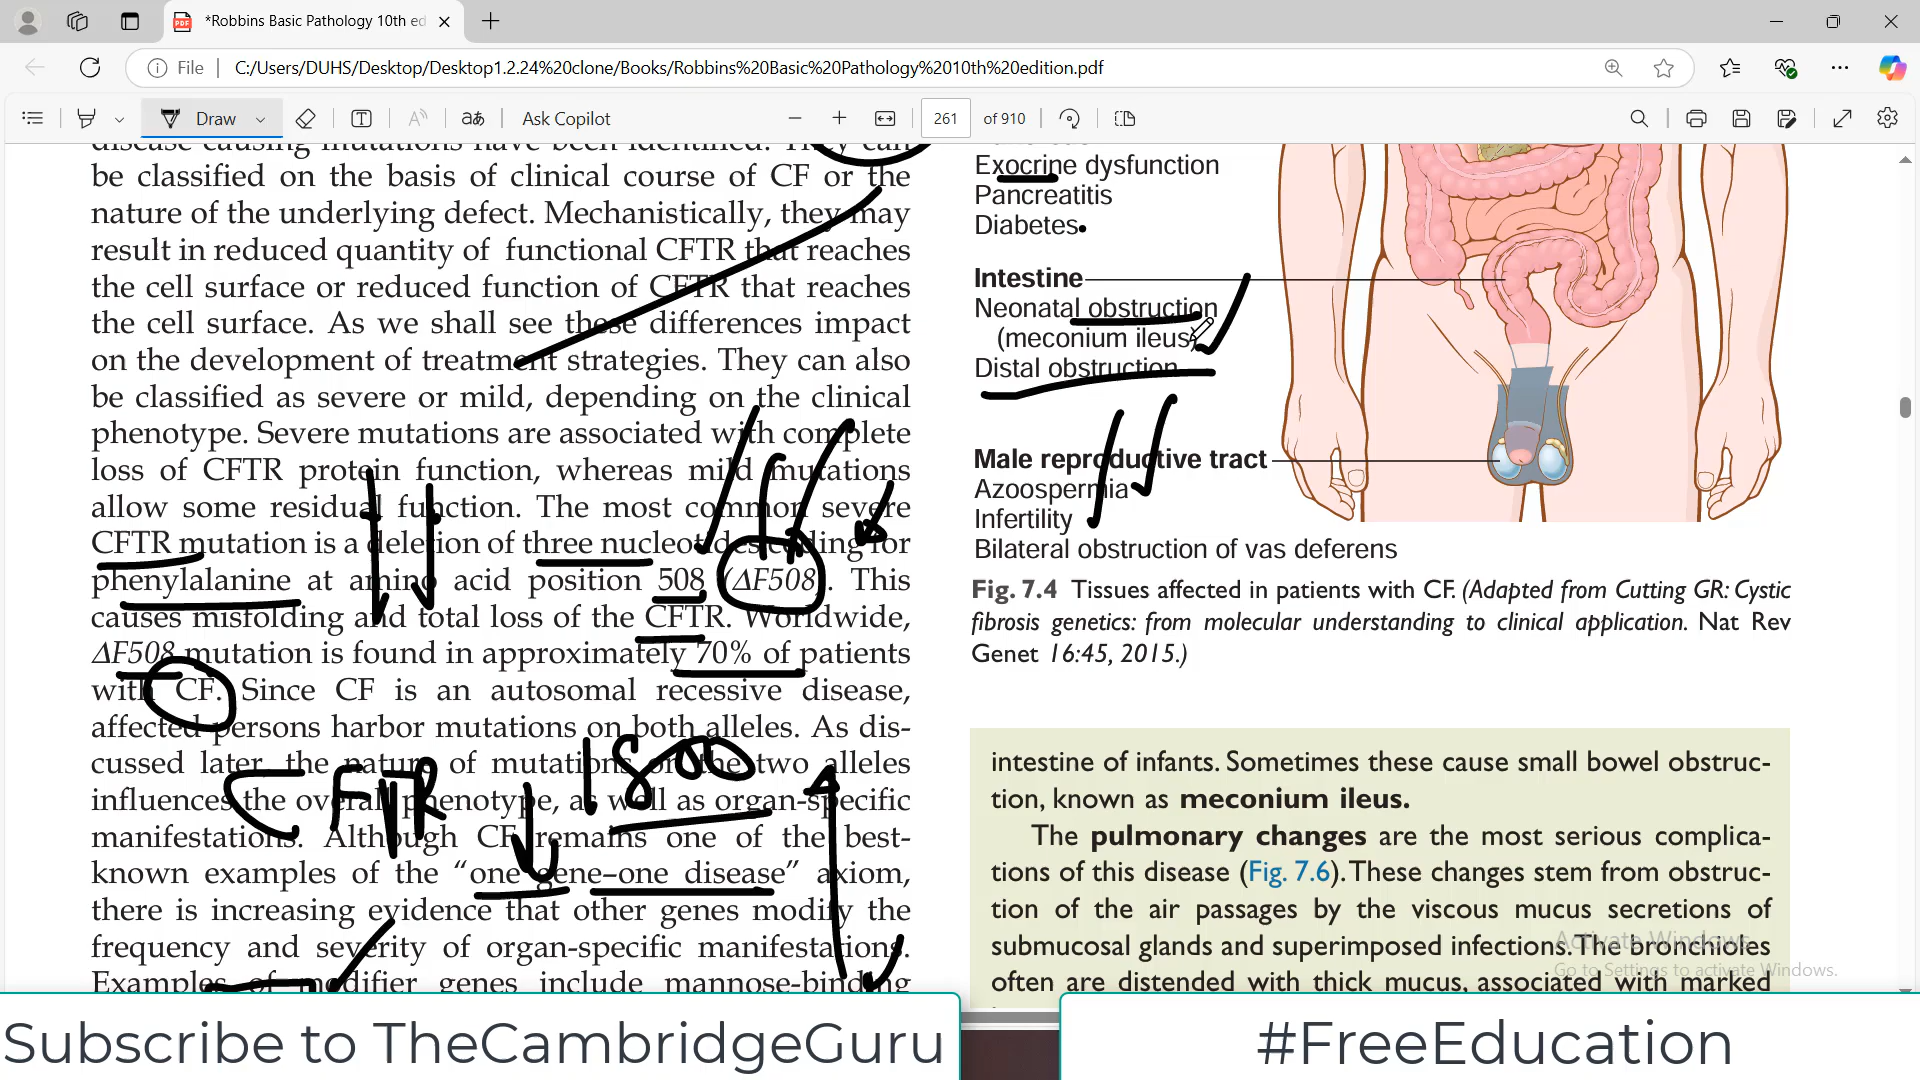 *Robbins Basic Pathology 10th ed
File
C:/Users/DUHS/Desktop/Desktop1.2.24%20clone/Books/Robbins%20Basic%20Pathology%2010th%20edition.pdf
Draw
Ask Copilot
261 of 910
disease causing mutations have been identified. They can
be classified on the basis of clinical course of CF or the
nature of the underlying defect. Mechanistically, they may
result in reduced quantity of functional CFTR that reaches
the cell surface or reduced function of CFTR that reaches
the cell surface. As we shall see these differences impact
on the development of treatment strategies. They can also
be classified as severe or mild, depending on the clinical
phenotype. Severe mutations are associated with complete
loss of CFTR protein function, whereas mild mutations
allow some residual function. The most common severe
CFTR mutation is a deletion of three nucleotides coding for
phenylalanine at amino acid position 508 (ΔF508). This
causes misfolding and total loss of the CFTR. Worldwide,
ΔF508 mutation is found in approximately 70% of patients
with CF. Since CF is an autosomal recessive disease,
affected persons harbor mutations on both alleles. As dis-
cussed later, the nature of mutations on the two alleles
influences the overall phenotype, as well as organ-specific
manifestations. Although CF remains one of the best-
known examples of the “one gene–one disease” axiom,
there is increasing evidence that other genes modify the
frequency and severity of organ-specific manifestations.
Examples of modifier genes include mannose-binding
CFTR
1800
Exocrine dysfunction
Pancreatitis
Diabetes
Intestine
Neonatal obstruction
(meconium ileus)
Distal obstruction
Male reproductive tract
Azoospermia
Infertility
Bilateral obstruction of vas deferens
Fig. 7.4 Tissues affected in patients with CF. (Adapted from Cutting GR: Cystic
fibrosis genetics: from molecular understanding to clinical application. Nat Rev
Genet 16:45, 2015.)
intestine of infants. Sometimes these cause small bowel obstruc-
tion, known as meconium ileus.
The pulmonary changes are the most serious complica-
tions of this disease (Fig. 7.6). These changes stem from obstruc-
tion of the air passages by the viscous mucus secretions of
submucosal glands and superimposed infections. The bronchioles
often are distended with thick mucus, associated with marked
Activate Windows
Go to Settings to activate Windows.
Subscribe to TheCambridgeGuru
#FreeEducation